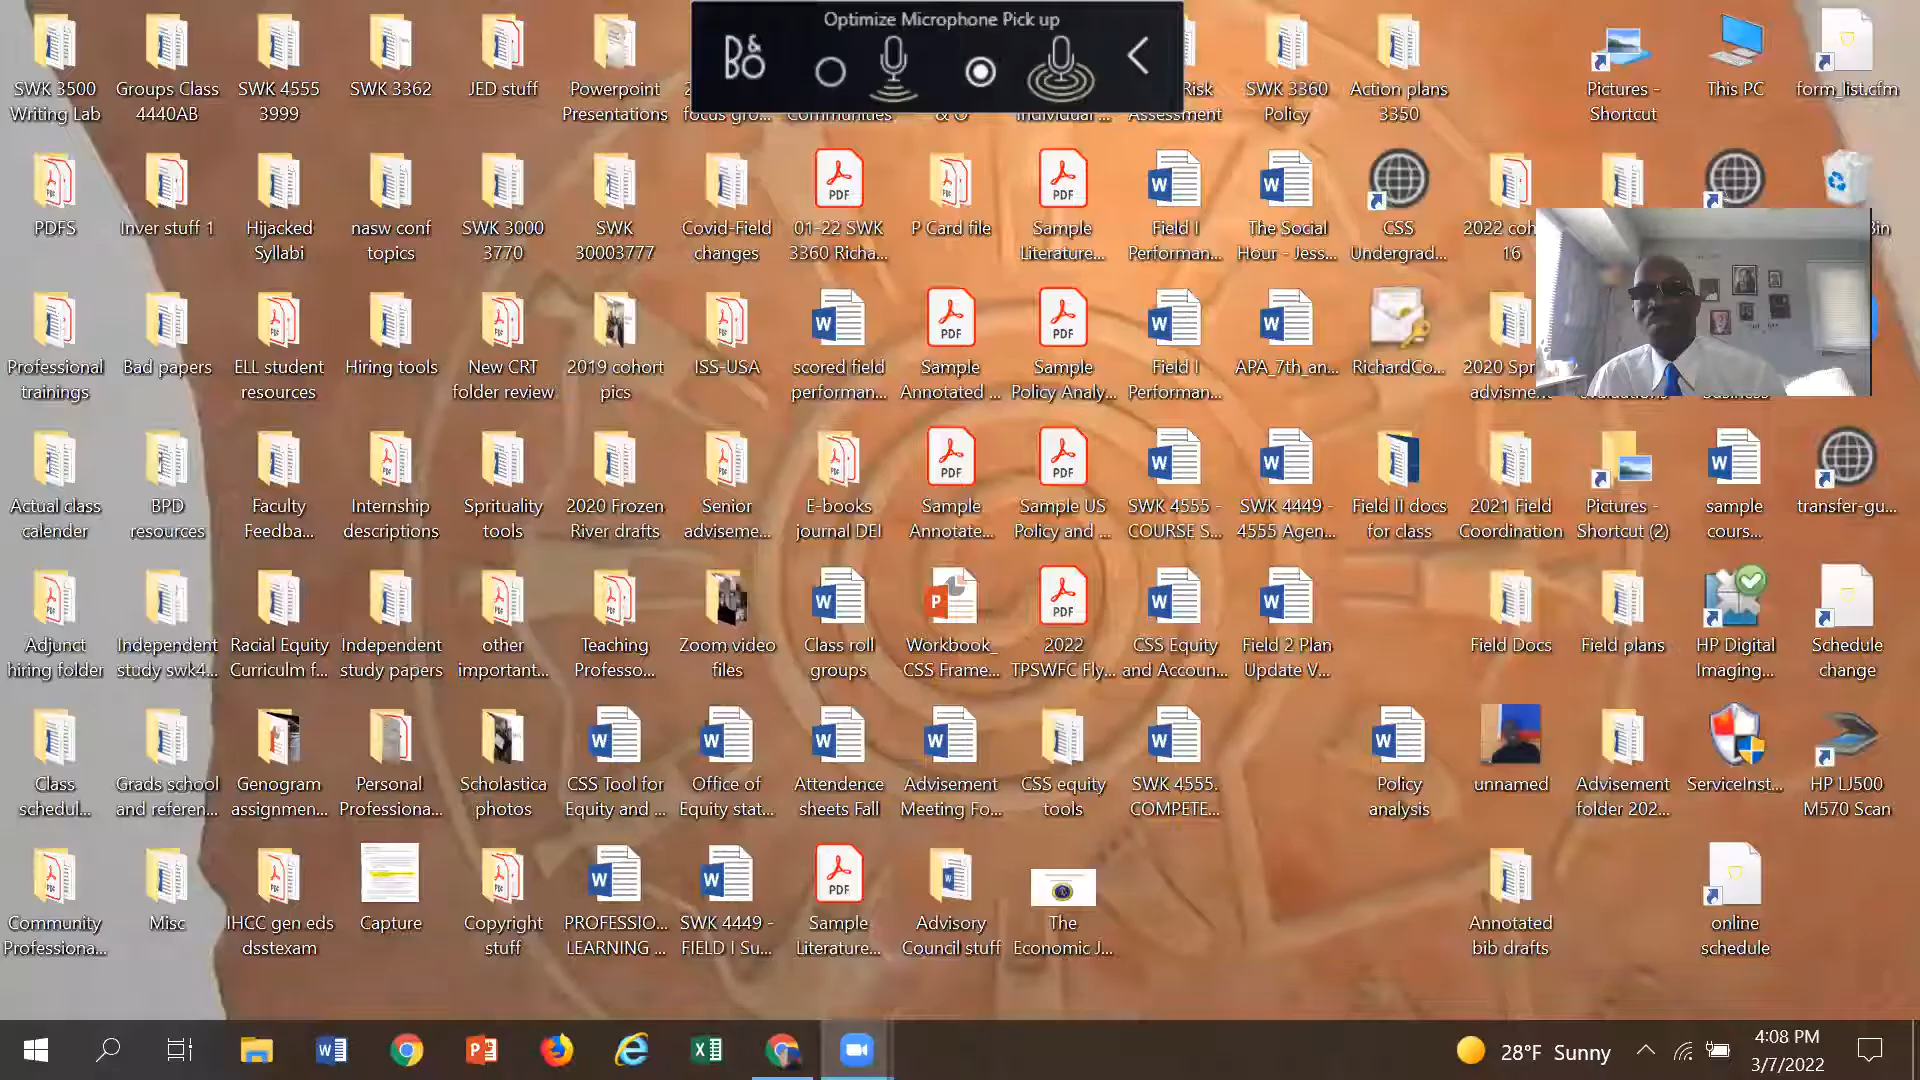 Optimize Microphone Pick up
B&O
SWK 3500
Writing Lab
Groups Class
4440AB
SWK 4555
3999
SWK 3362
JED stuff
Powerpoint
Presentations
focus gro...
Communities
& O
Individual ...
Risk
Assessment
SWK 3360
Policy
Action plans
3350
Pictures -
Shortcut
This PC
form_list.cfm
PDFS
Inver stuff 1
Hijacked
Syllabi
nasw conf
topics
SWK 3000
3770
SWK
30003777
Covid-Field
changes
01-22 SWK
3360 Richa...
P Card file
Sample
Literature...
Field I
Performan...
The Social
Hour - Jess...
CSS
Undergrad...
2022 coh
16
Bin
Professional
trainings
Bad papers
ELL student
resources
Hiring tools
New CRT
folder review
2019 cohort
pics
ISS-USA
scored field
performan...
Sample
Annotated ...
Sample
Policy Analy...
Field I
Performan...
APA_7th_an...
RichardCo...
2020 Spr
advisme...
Actual class
calender
BPD
resources
Faculty
Feedba...
Internship
descriptions
Sprituality
tools
2020 Frozen
River drafts
Senior
adviseme...
E-books
journal DEI
Sample
Annotate...
Sample US
Policy and ...
SWK 4555 -
COURSE S...
SWK 4449 -
4555 Agen...
Field II docs
for class
2021 Field
Coordination
Pictures -
Shortcut (2)
sample
cours...
transfer-gu...
Adjunct
hiring folder
Independent
study swk4...
Racial Equity
Curriculm f...
Independent
study papers
other
important...
Teaching
Professo...
Zoom video
files
Class roll
groups
Workbook_
CSS Frame...
2022
TPSWFC Fly...
CSS Equity
and Accoun...
Field 2 Plan
Update V...
Field Docs
Field plans
HP Digital
Imaging...
Schedule
change
Class
schedul...
Grads school
and referen...
Genogram
assignmen...
Personal
Professiona...
Scholastica
photos
CSS Tool for
Equity and ...
Office of
Equity stat...
Attendence
sheets Fall
Advisement
Meeting Fo...
CSS equity
tools
SWK 4555.
COMPETE...
Policy
analysis
unnamed
Advisement
folder 202...
ServiceInst...
HP LJ500
M570 Scan
Community
Professiona...
Misc
IHCC gen eds
dsstexam
Capture
Copyright
stuff
PROFESSIO...
LEARNING ...
SWK 4449 -
FIELD I Su...
Sample
Literature...
Advisory
Council stuff
The
Economic J...
Annotated
bib drafts
online
schedule
28°F Sunny
4:08 PM
3/7/2022